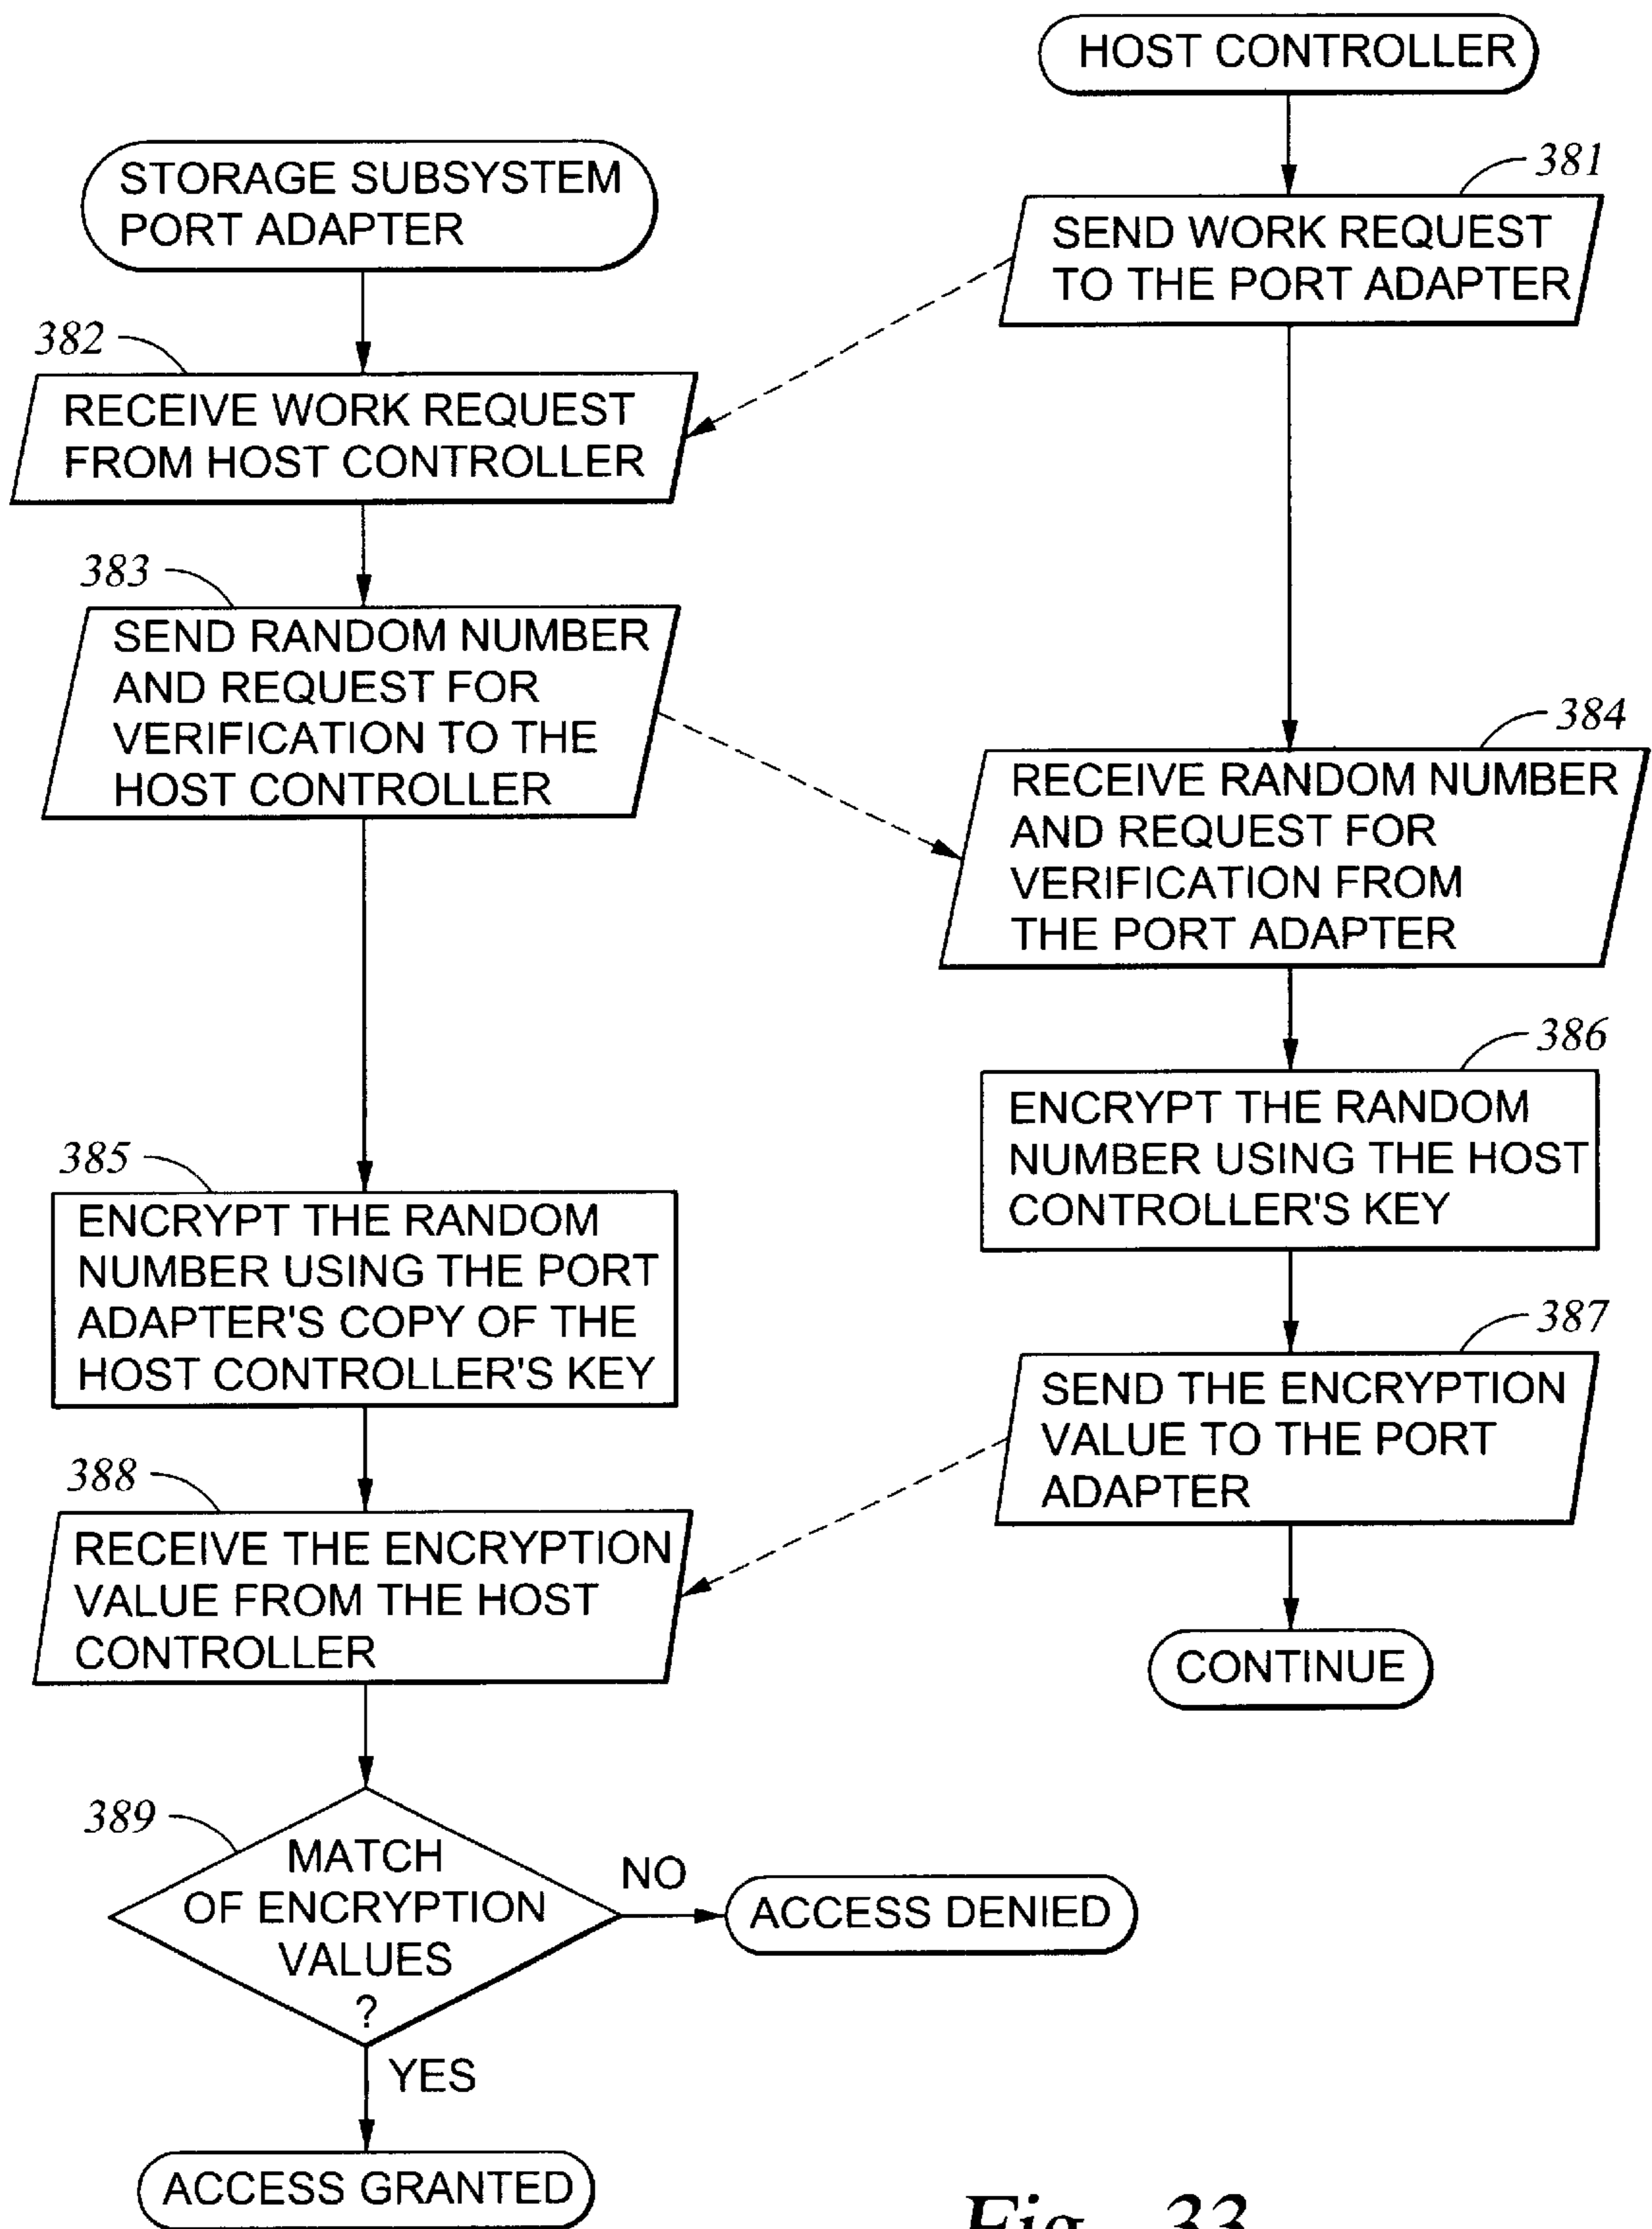 HOST CONTROLLER
STORAGE SUBSYSTEM
PORT ADAPTER
381
SEND WORK REQUEST
TO THE PORT ADAPTER
382
RECEIVE WORK REQUEST
FROM HOST CONTROLLER
383
SEND RANDOM NUMBER
AND REQUEST FOR
VERIFICATION TO THE
HOST CONTROLLER
384
RECEIVE RANDOM NUMBER
AND REQUEST FOR
VERIFICATION FROM
THE PORT ADAPTER
385
ENCRYPT THE RANDOM
NUMBER USING THE PORT
ADAPTER'S COPY OF THE
HOST CONTROLLER'S KEY
386
ENCRYPT THE RANDOM
NUMBER USING THE HOST
CONTROLLER'S KEY
387
SEND THE ENCRYPTION
VALUE TO THE PORT
ADAPTER
388
RECEIVE THE ENCRYPTION
VALUE FROM THE HOST
CONTROLLER
CONTINUE
389
MATCH
OF ENCRYPTION
VALUES
?
NO
ACCESS DENIED
YES
ACCESS GRANTED
Fig. 33